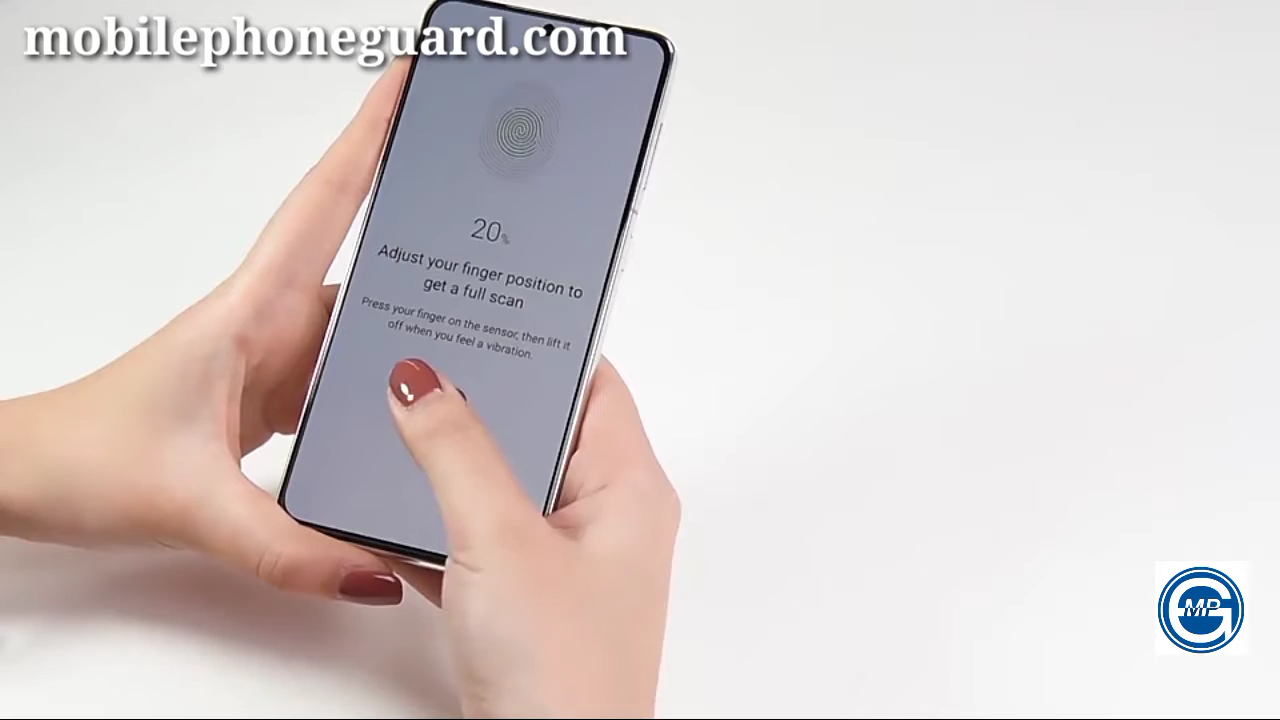 mobilephoneguard.com
20%
Adjust your finger position to
get a full scan
Press your finger on the sensor, then lift it
off when you feel a vibration.
MP
G